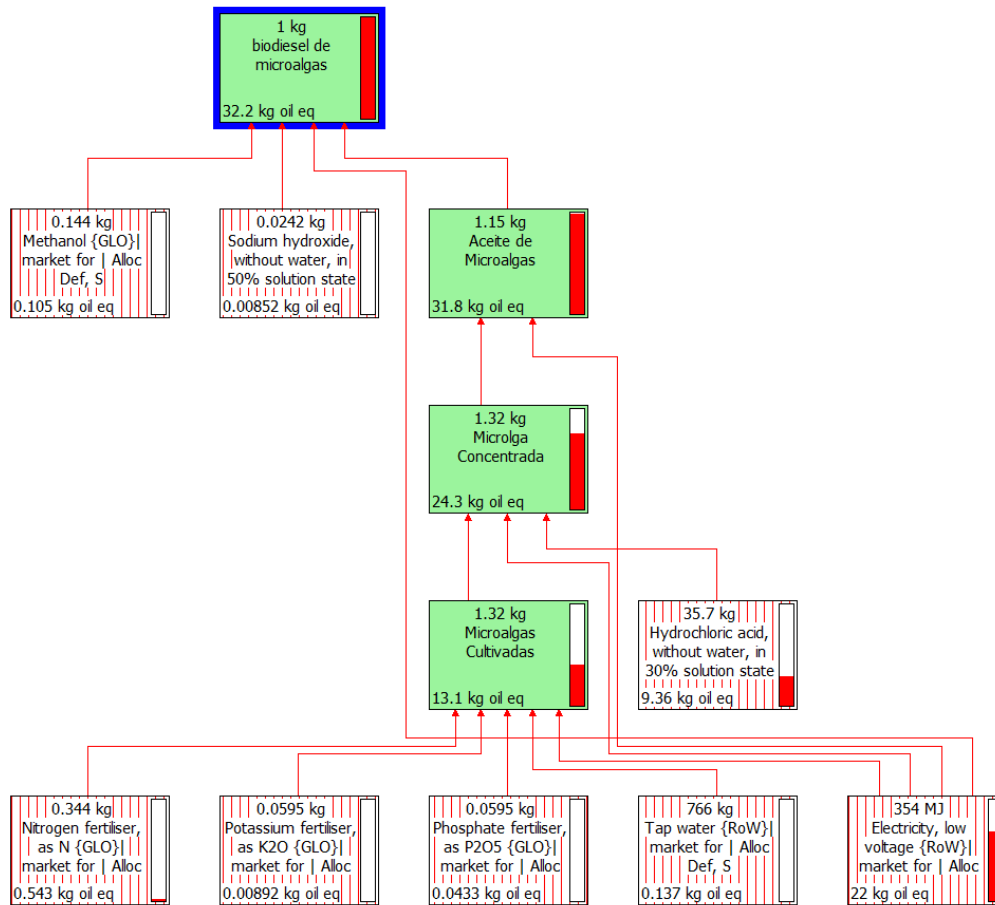 1 kg
biodiesel de
microalgas
32.2 kg oil eq
0.144 kg
Methanol {GLO}|
market for | Alloc
Def, S
0.105 kg oil eq
0.0242 kg
Sodium hydroxide,
without water, in
50% solution state
0.00852 kg oil eq
1.15 kg
Aceite de
Microalgas
31.8 kg oil eq
1.32 kg
Microlga
Concentrada
24.3 kg oil eq
1.32 kg
Microalgas
Cultivadas
13.1 kg oil eq
35.7 kg
Hydrochloric acid,
without water, in
30% solution state
9.36 kg oil eq
0.344 kg
Nitrogen fertiliser,
as N {GLO}|
market for | Alloc
0.543 kg oil eq
0.0595 kg
Potassium fertiliser,
as K2O {GLO}|
market for | Alloc
0.00892 kg oil eq
0.0595 kg
Phosphate fertiliser,
as P2O5 {GLO}|
market for | Alloc
0.0433 kg oil eq
766 kg
Tap water {RoW}|
market for | Alloc
Def, S
0.137 kg oil eq
354 MJ
Electricity, low
voltage {RoW}|
market for | Alloc
22 kg oil eq